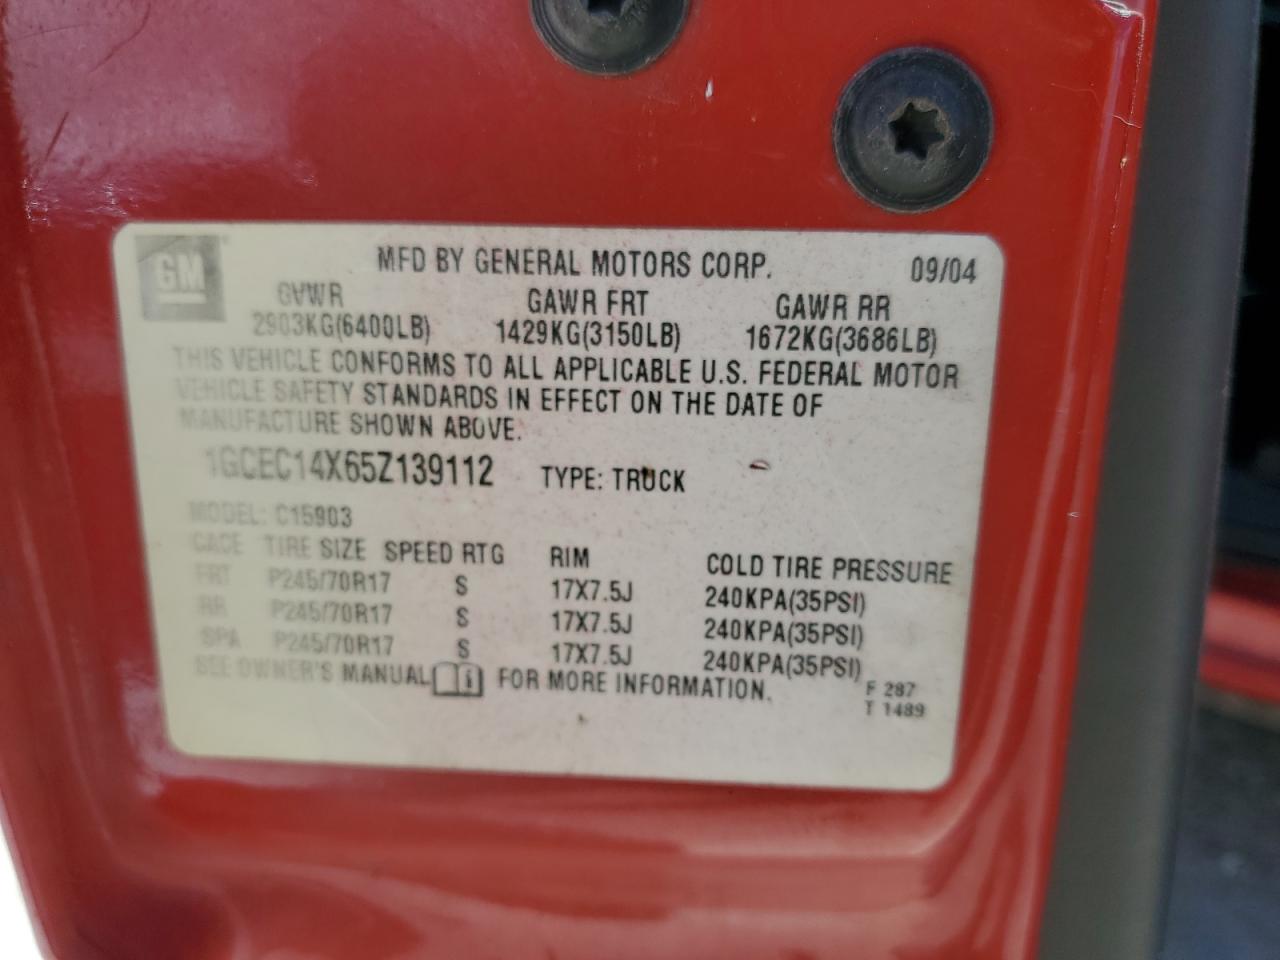 GM
MFD BY GENERAL MOTORS CORP. 09/04
GVWR GAWR FRT GAWR RR
2903KG(6400LB) 1429KG(3150LB) 1672KG(3686LB)
THIS VEHICLE CONFORMS TO ALL APPLICABLE U.S. FEDERAL MOTOR
VEHICLE SAFETY STANDARDS IN EFFECT ON THE DATE OF
MANUFACTURE SHOWN ABOVE.
1GCEC14X65Z139112 TYPE: TRUCK
MODEL: C15903
TIRE SIZE SPEED RTG RIM COLD TIRE PRESSURE
FRT P245/70R17 S 17X7.5J 240KPA(35PSI)
RR P245/70R17 S 17X7.5J 240KPA(35PSI)
SPA P245/70R17 S 17X7.5J 240KPA(35PSI)
SEE OWNER'S MANUAL FOR MORE INFORMATION.
F 287
T 1489